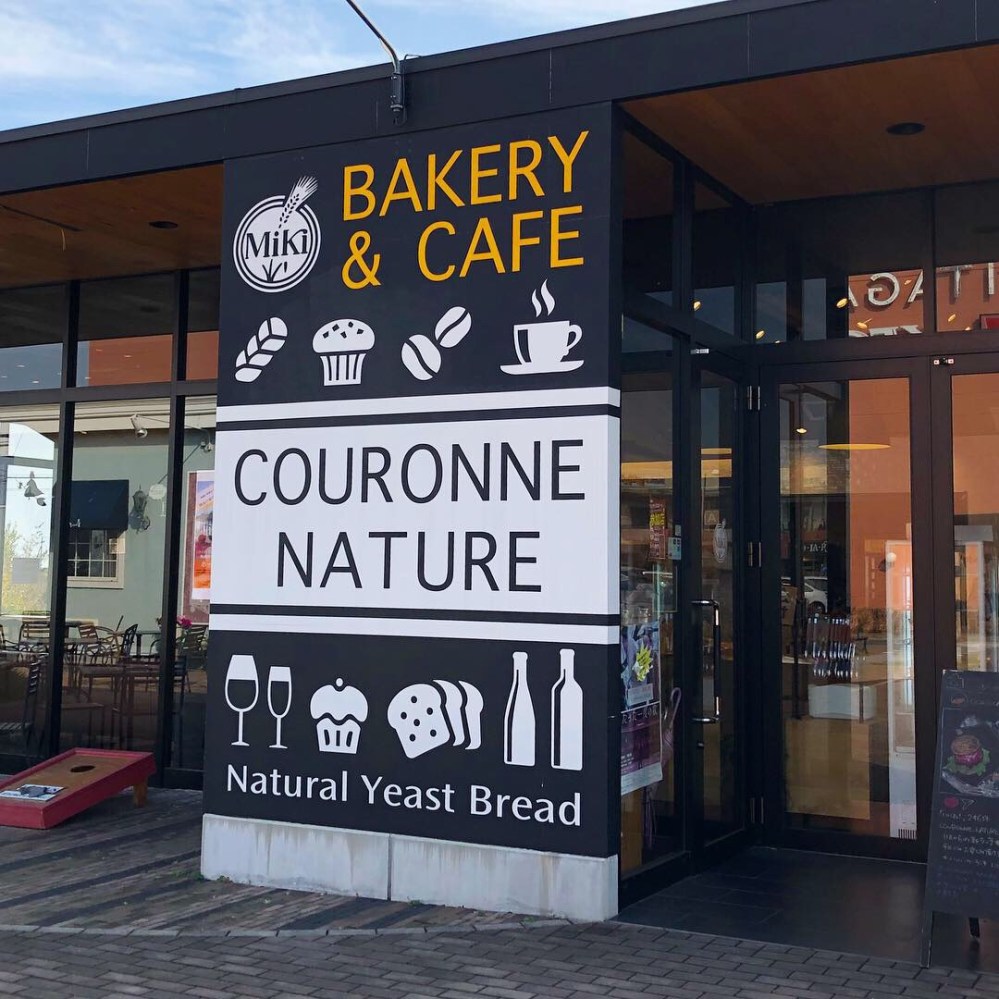 MiKi
BAKERY
& CAFE
COURONNE
NATURE
Natural Yeast Bread